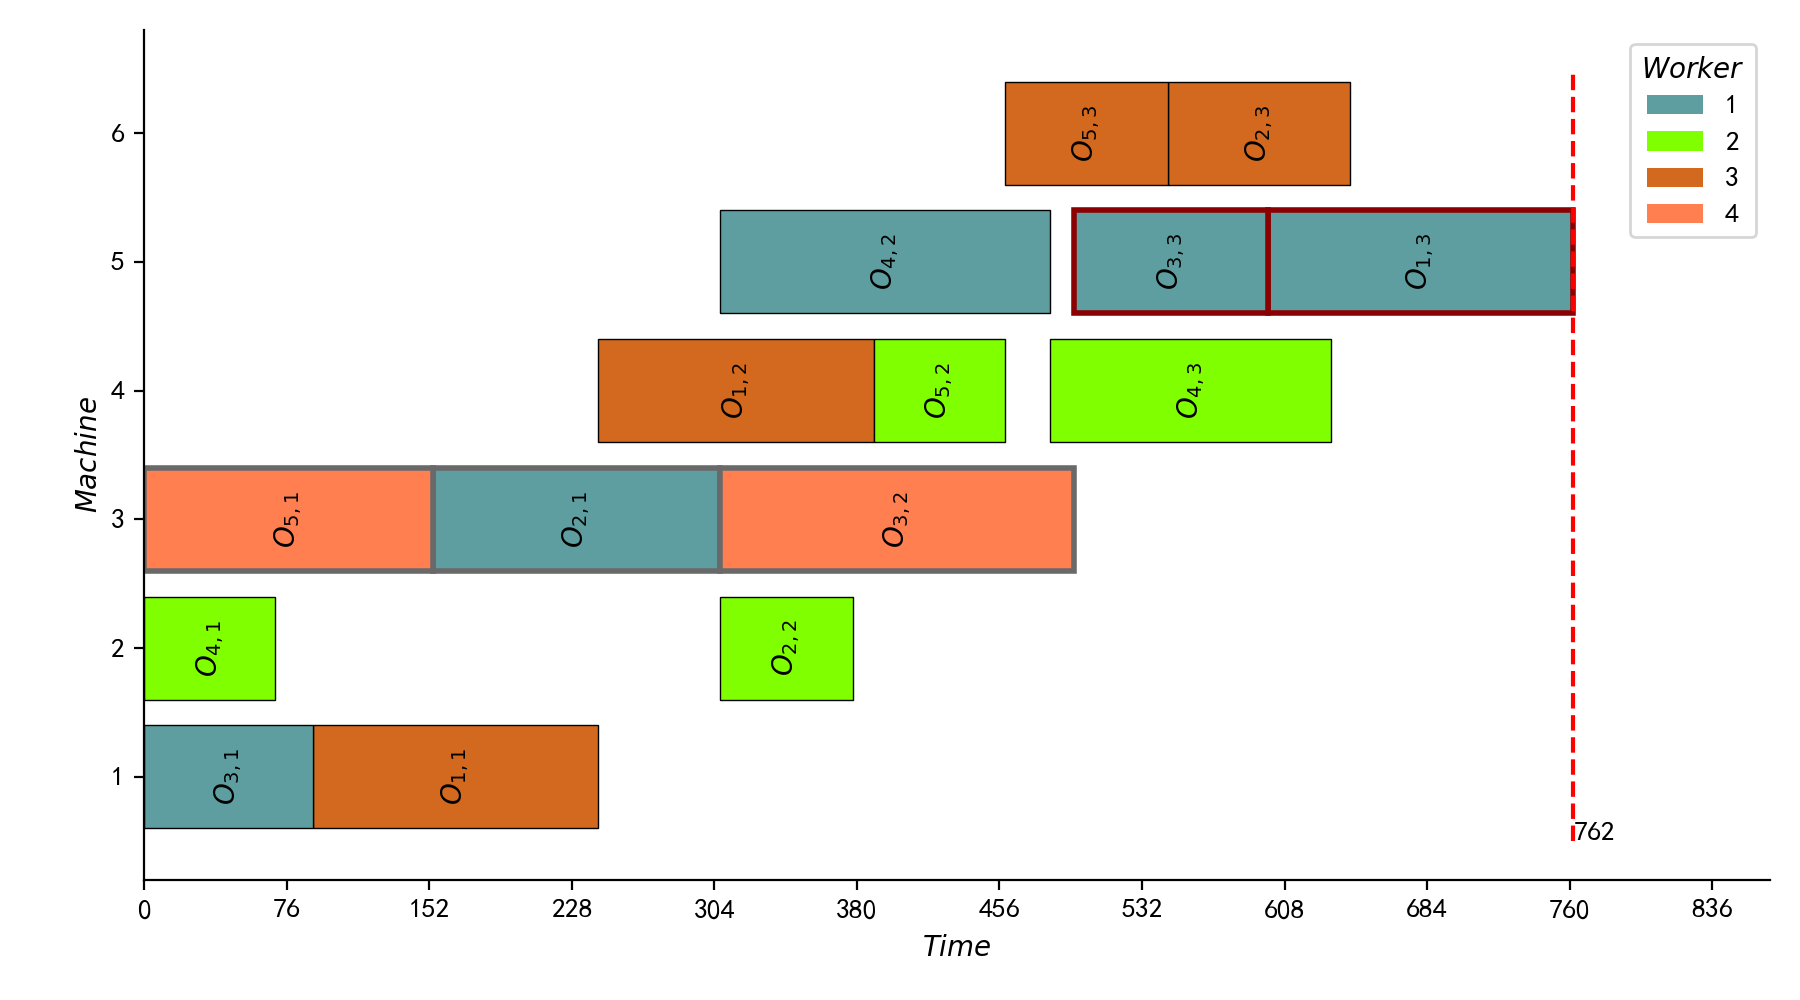 Worker
1
2
3
4
6
5
4
3
2
1
Machine
O5,3
O2,3
O4,2
O3,3
O1,3
O1,2
O5,2
O4,3
O5,1
O2,1
O3,2
O4,1
O2,2
O3,1
O1,1
762
0 76 152 228 304 380 456 532 608 684 760 836
Time